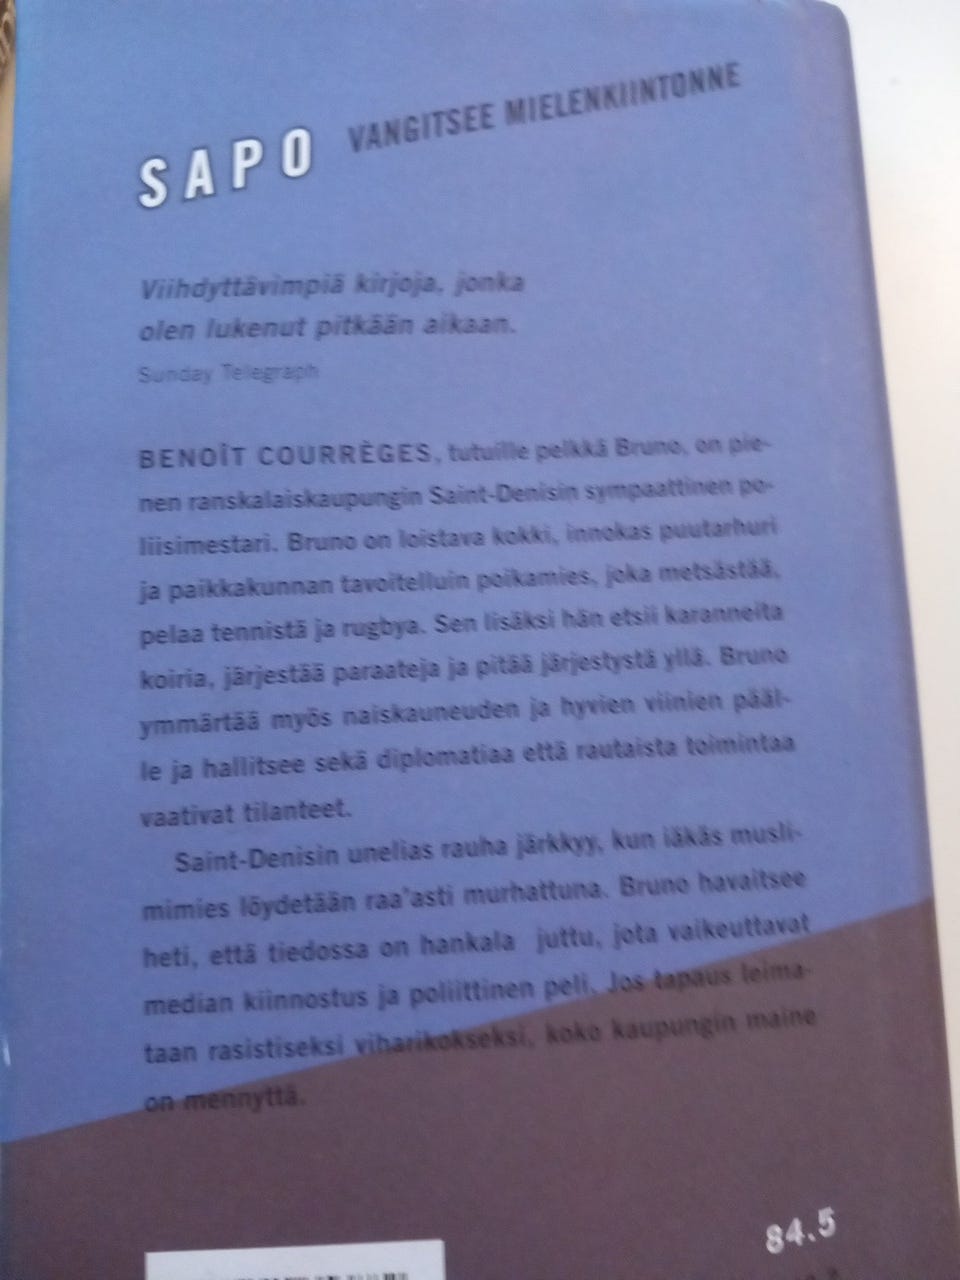 SAPO VANGITSEE MIELENKIINTONNE
Viihdyttävimpiä kirjoja, jonka
olen lukenut pitkään aikaan.
Sunday Telegraph
BENOÎT COURRÈGES, tutuille pelkkä Bruno, on pie-
nen ranskalaiskaupungin Saint-Denisin sympaattinen po-
liisimestari. Bruno on loistava kokki, innokas puutarhuri
ja paikkakunnan tavoitelluin poikamies, joka metsästää,
pelaa tennistä ja rugbya. Sen lisäksi hän etsii karanneita
koiria, järjestää paraateja ja pitää järjestystä yllä. Bruno
ymmärtää myös naiskauneuden ja hyvien viinien pääl-
le ja hallitsee sekä diplomatiaa että rautaista toimintaa
vaativat tilanteet.
Saint-Denisin unelias rauha järkkyy, kun iäkäs musli-
mimies löydetään raa'asti murhattuna. Bruno havaitsee
heti, että tiedossa on hankala juttu, jota vaikeuttavat
median kiinnostus ja poliittinen peli. Jos tapaus leima-
taan rasistiseksi viharikokseksi, koko kaupungin maine
on mennyttä.
84.5